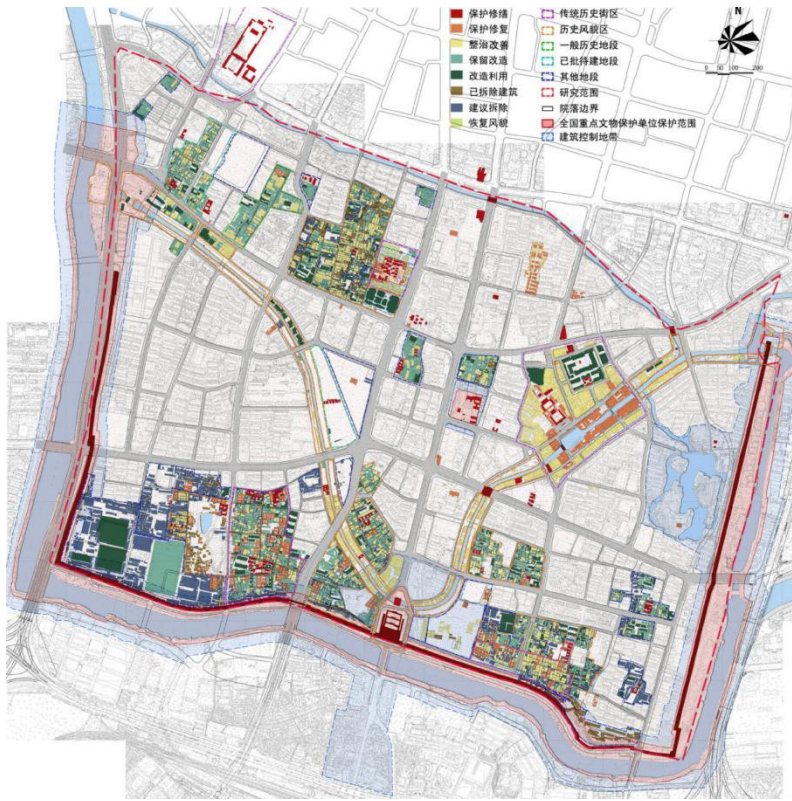 N
0 50 100 200
保护修缮
保护修复
整治改善
保留改造
改造利用
已拆除建筑
建议拆除
恢复风貌
传统历史街区
历史风貌区
一般历史地段
已批待建地段
其他地段
研究范围
院落边界
全国重点文物保护单位保护范围
建筑控制地带